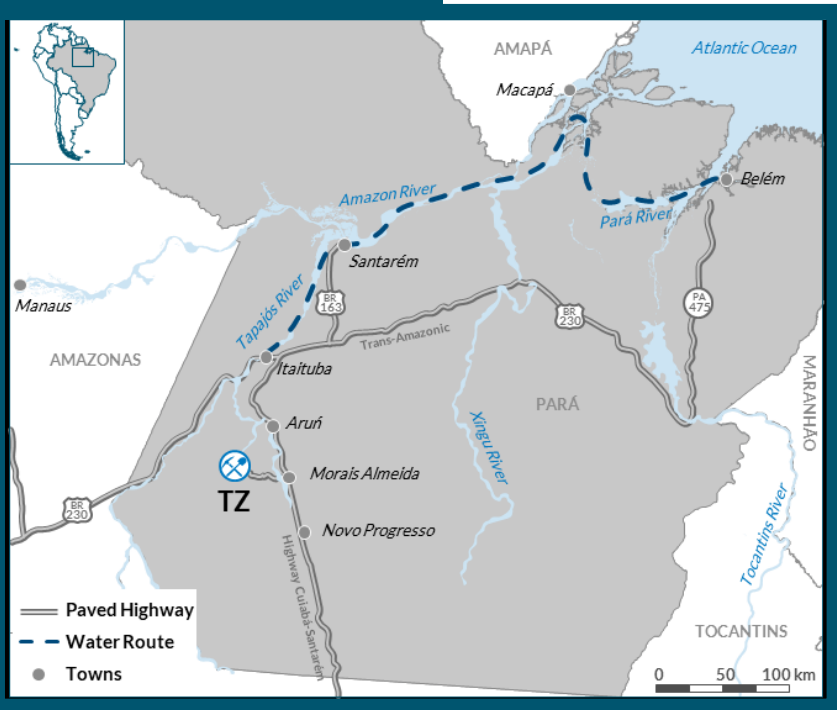 AMAPÁ
Atlantic Ocean
Macapá
Belém
Amazon River
Pará River
Santarém
Manaus
Tapajós River
BR
163
PA
475
BR
230
Trans-Amazonic
AMAZONAS
Itaituba
MARANHÃO
PARÁ
Aruń
Xingu River
TZ
Morais Almeida
BR
230
Novo Progresso
Tocantins River
Highway Cuiabá-Santarém
Paved Highway
Water Route
Towns
TOCANTINS
0 50 100 km